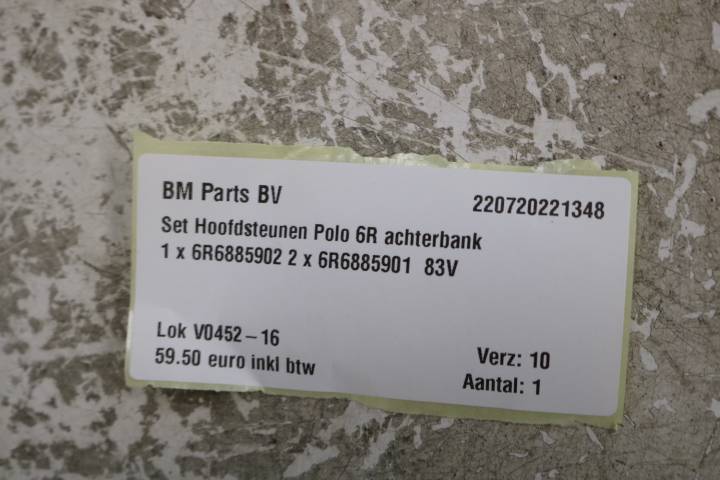 BM Parts BV 220720221348
Set Hoofdsteunen Polo 6R achterbank
1 x 6R6885902 2 x 6R6885901 83V
Lok V0452-16 Verz: 10
59.50 euro inkl btw Aantal: 1